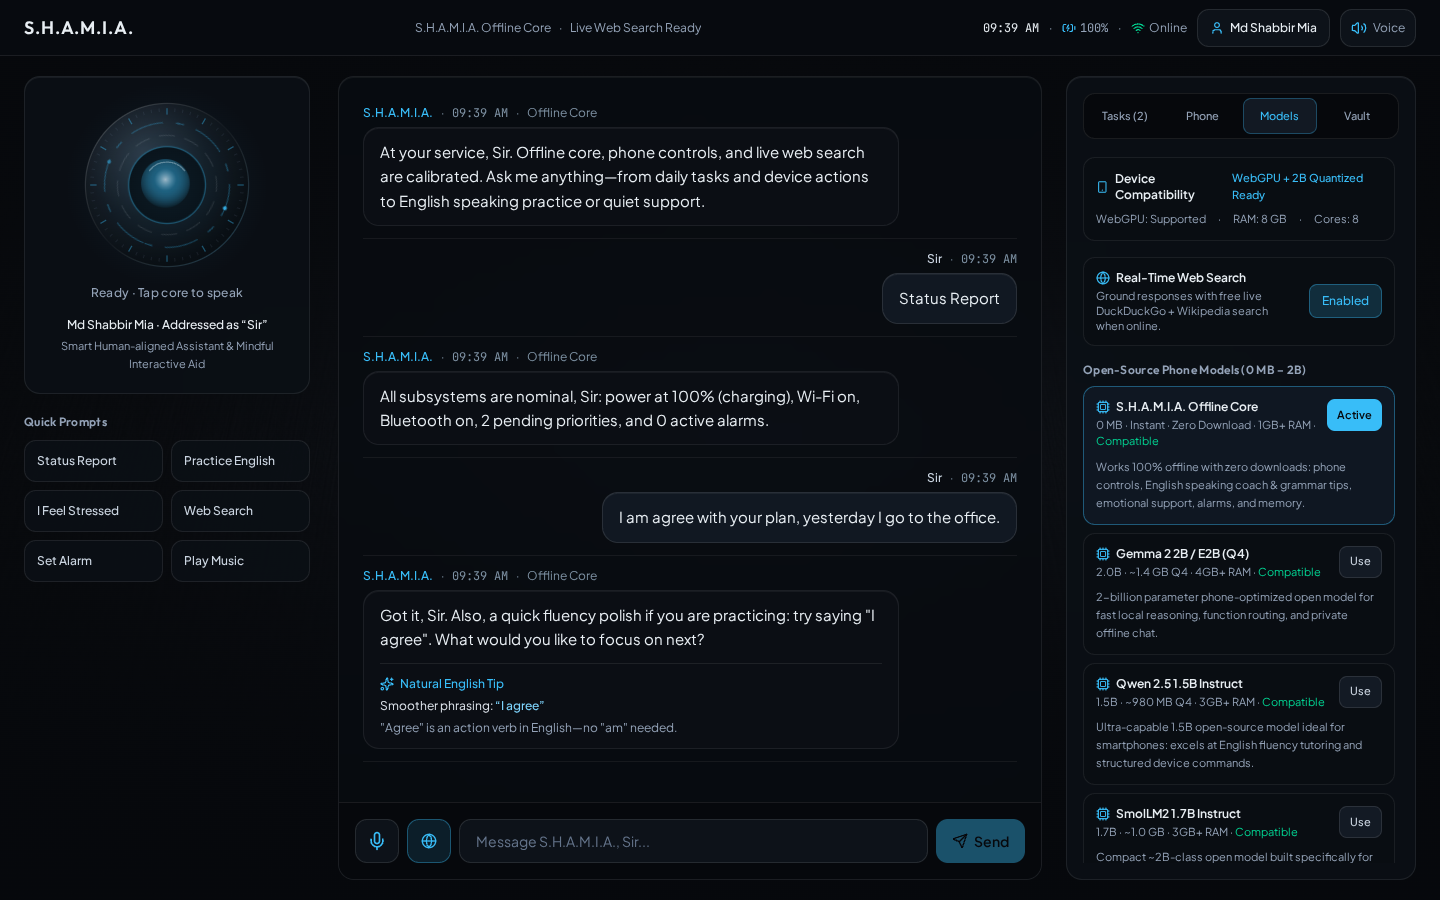 S.H.A.M.I.A.
S.H.A.M.I.A. Offline Core · Live Web Search Ready
09:39 AM · 100% · Online
Md Shabbir Mia
Voice
Ready · Tap core to speak
Md Shabbir Mia · Addressed as “Sir”
Smart Human-aligned Assistant & Mindful
Interactive Aid
Quick Prompts
Status Report
Practice English
I Feel Stressed
Web Search
Set Alarm
Play Music
S.H.A.M.I.A. · 09:39 AM · Offline Core
At your service, Sir. Offline core, phone controls, and live web search
are calibrated. Ask me anything—from daily tasks and device actions
to English speaking practice or quiet support.
Sir · 09:39 AM
Status Report
S.H.A.M.I.A. · 09:39 AM · Offline Core
All subsystems are nominal, Sir: power at 100% (charging), Wi-Fi on,
Bluetooth on, 2 pending priorities, and 0 active alarms.
Sir · 09:39 AM
I am agree with your plan, yesterday I go to the office.
S.H.A.M.I.A. · 09:39 AM · Offline Core
Got it, Sir. Also, a quick fluency polish if you are practicing: try saying "I
agree". What would you like to focus on next?
Natural English Tip
Smoother phrasing: “I agree”
"Agree" is an action verb in English—no "am" needed.
Message S.H.A.M.I.A., Sir...
Send
Tasks (2)
Phone
Models
Vault
Device
Compatibility
WebGPU + 2B Quantized
Ready
WebGPU: Supported · RAM: 8 GB · Cores: 8
Real-Time Web Search
Ground responses with free live
DuckDuckGo + Wikipedia search
when online.
Enabled
Open-Source Phone Models (0 MB – 2B)
S.H.A.M.I.A. Offline Core
0 MB · Instant · Zero Download · 1GB+ RAM ·
Compatible
Active
Works 100% offline with zero downloads: phone
controls, English speaking coach & grammar tips,
emotional support, alarms, and memory.
Gemma 2 2B / E2B (Q4)
2.0B · ~1.4 GB Q4 · 4GB+ RAM · Compatible
Use
2-billion parameter phone-optimized open model for
fast local reasoning, function routing, and private
offline chat.
Qwen 2.5 1.5B Instruct
1.5B · ~980 MB Q4 · 3GB+ RAM · Compatible
Use
Ultra-capable 1.5B open-source model ideal for
smartphones: excels at English fluency tutoring and
structured device commands.
SmolLM2 1.7B Instruct
1.7B · ~1.0 GB · 3GB+ RAM · Compatible
Use
Compact ~2B-class open model built specifically for